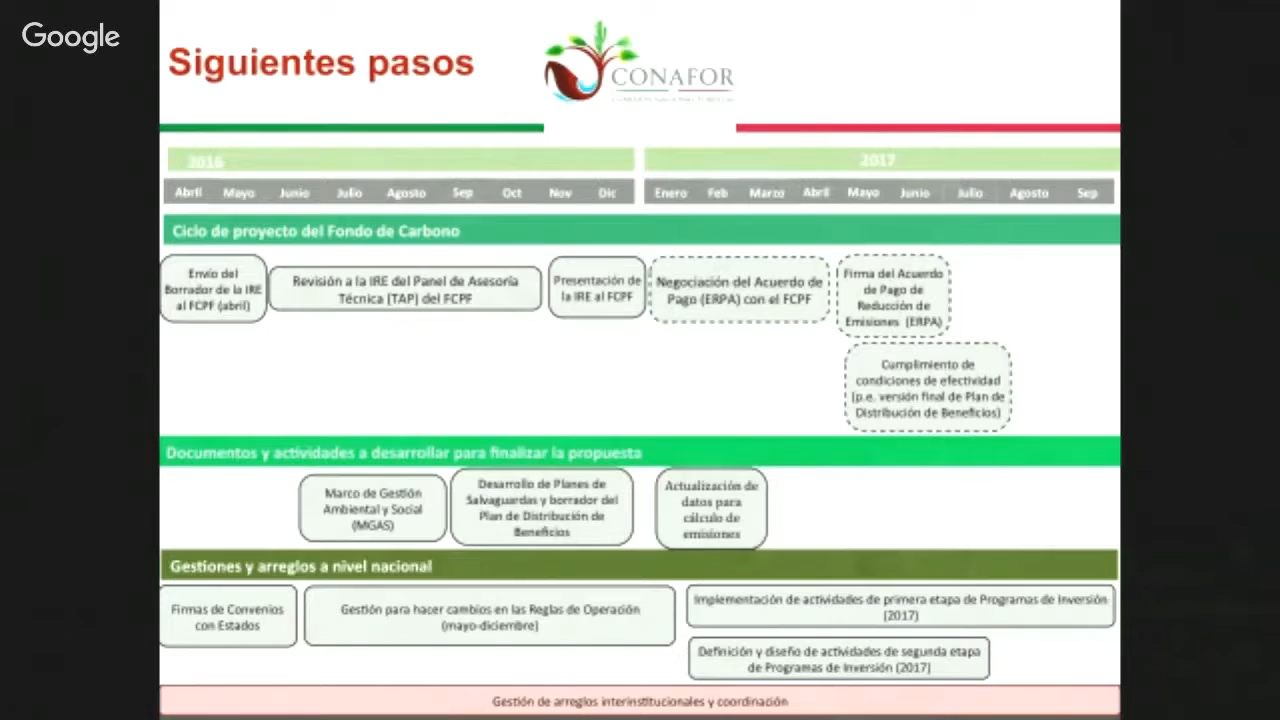 Google
Siguientes pasos
CONAFOR
2016
2017
Abril Mayo Junio Julio Agosto Sep Oct Nov Dic Enero Feb Marzo Abril Mayo Junio Julio Agosto Sep
Ciclo de proyecto del Fondo de Carbono
Envío del
Borrador de la IRE
al FCPF (abril)
Revisión a la IRE del Panel de Asesoría
Técnica (TAP) del FCPF
Presentación de
la IRE al FCPF
Negociación del Acuerdo de
Pago (ERPA) con el FCPF
Firma del Acuerdo
de Pago de
Reducción de
Emisiones (ERPA)
Cumplimiento de
condiciones de efectividad
(p.e. versión final de Plan de
Distribución de Beneficios)
Documentos y actividades a desarrollar para finalizar la propuesta
Marco de Gestión
Ambiental y Social
(MGAS)
Desarrollo de Planes de
Salvaguardas y borrador del
Plan de Distribución de
Beneficios
Actualización de
datos para
cálculo de
emisiones
Gestiones y arreglos a nivel nacional
Firmas de Convenios
con Estados
Gestión para hacer cambios en las Reglas de Operación
(mayo-diciembre)
Implementación de actividades de primera etapa de Programas de Inversión
(2017)
Definición y diseño de actividades de segunda etapa
de Programas de Inversión (2017)
Gestión de arreglos interinstitucionales y coordinación